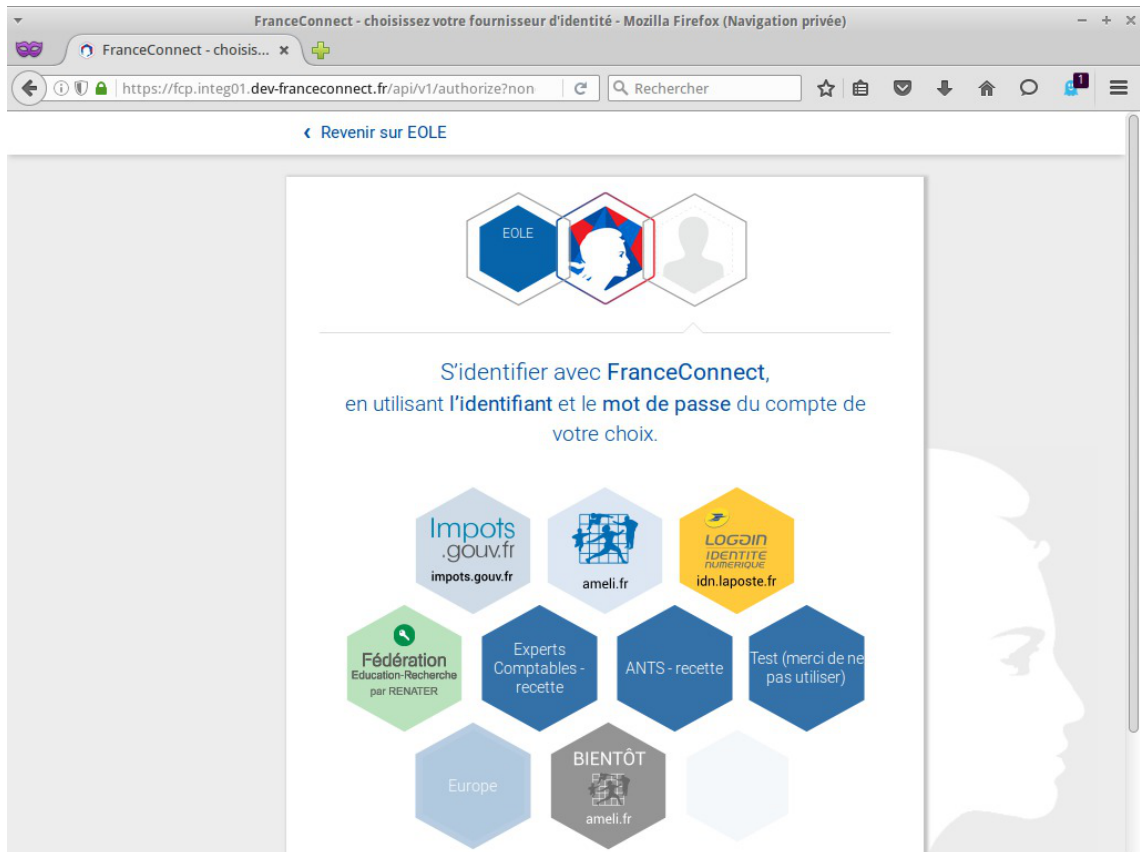 FranceConnect - choisissez votre fournisseur d'identité - Mozilla Firefox (Navigation privée)
FranceConnect - choisis...
https://fcp.integ01.dev-franceconnect.fr/api/v1/authorize?non
Rechercher
1
Revenir sur EOLE
EOLE
S'identifier avec FranceConnect,
en utilisant l'identifiant et le mot de passe du compte de
votre choix.
Impots
.gouv.fr
impots.gouv.fr
ameli.fr
LOGIN
IDENTITE
NUMERIQUE
idn.laposte.fr
Fédération
Education-Recherche
par RENATER
Experts
Comptables -
recette
ANTS - recette
Test (merci de ne
pas utiliser)
Europe
BIENTÔT
ameli.fr